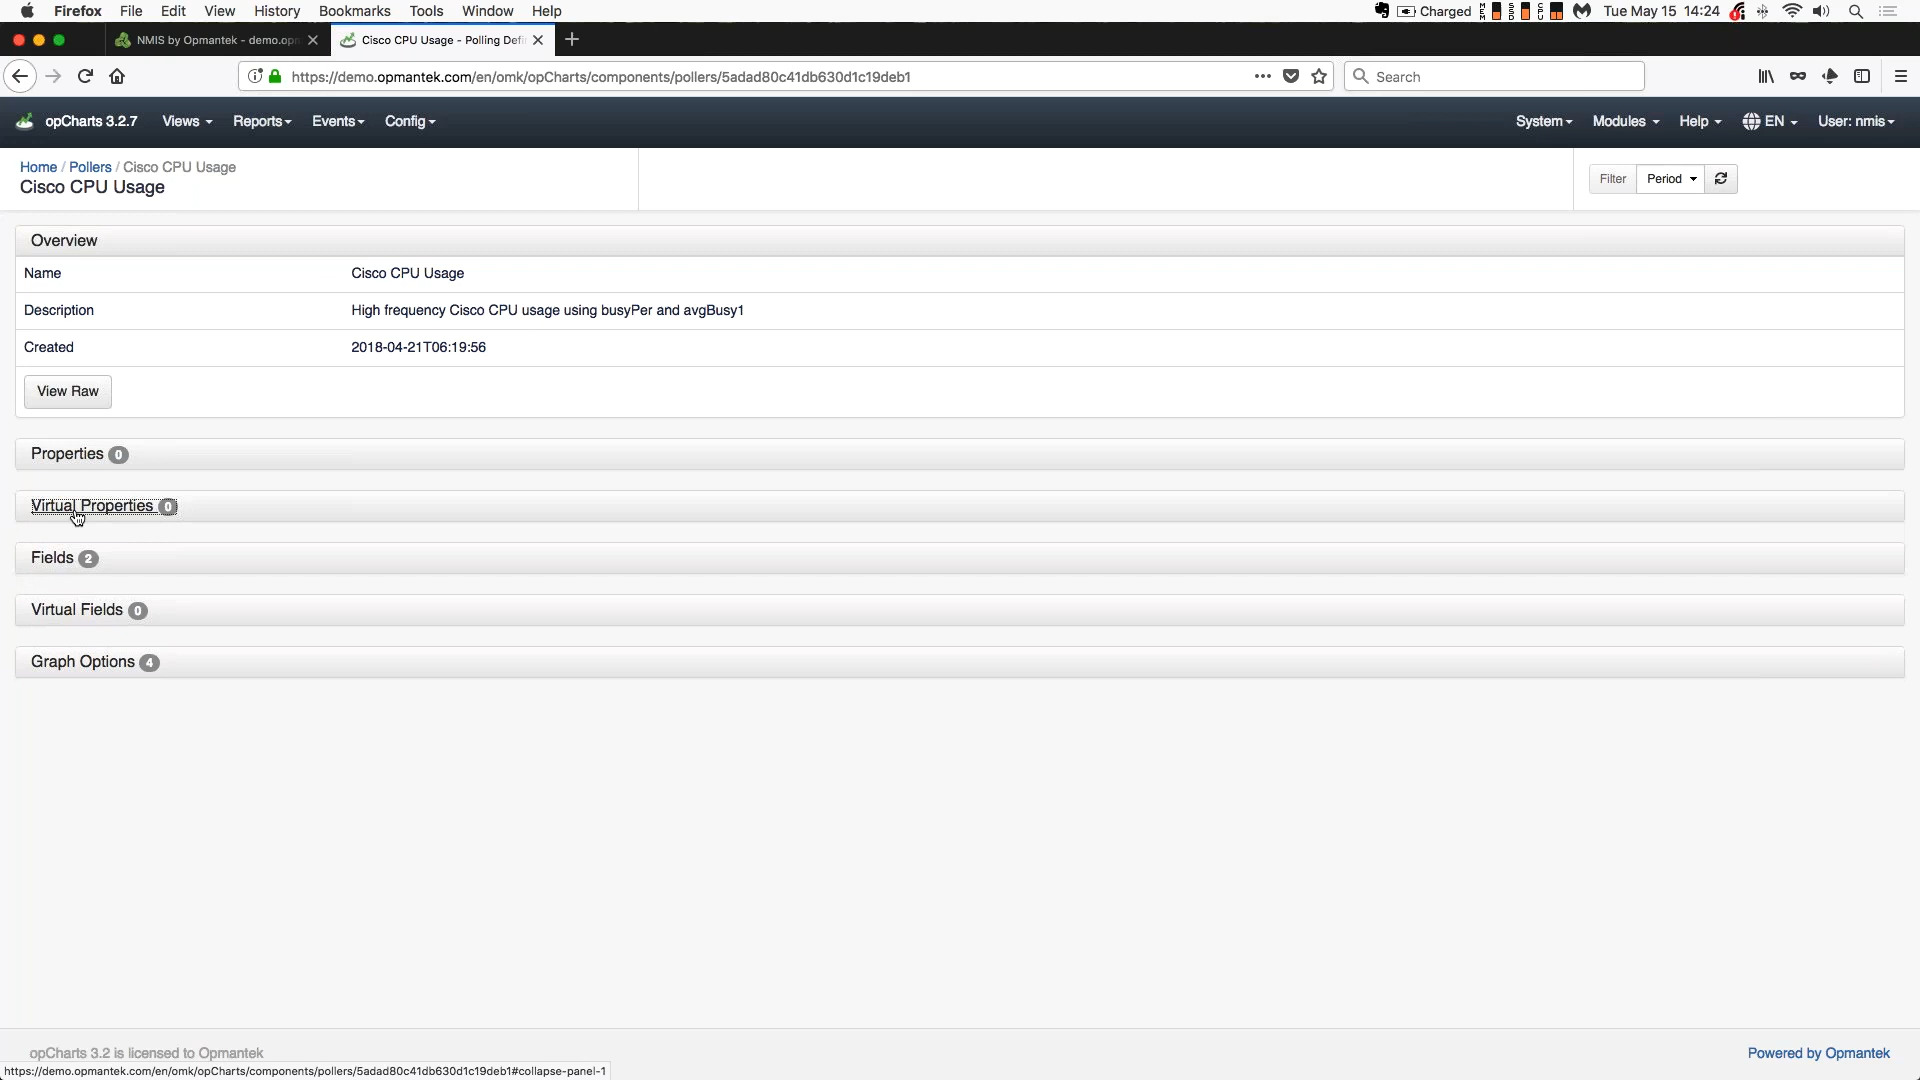 Firefox File Edit View History Bookmarks Tools Window Help Charged Tue May 15 14:24
NMIS by Opmantek - demo.opm Cisco CPU Usage - Polling Defi
https://demo.opmantek.com/en/omk/opCharts/components/pollers/5adad80c41db630d1c19deb1 Search
opCharts 3.2.7 Views Reports Events Config System Modules Help EN User: nmis
Home / Pollers / Cisco CPU Usage
Cisco CPU Usage
Filter Period
Overview
Name Cisco CPU Usage
Description High frequency Cisco CPU usage using busyPer and avgBusy1
Created 2018-04-21T06:19:56
View Raw
Properties 0
Virtual Properties 0
Fields 2
Virtual Fields 0
Graph Options 4
opCharts 3.2 is licensed to Opmantek Powered by Opmantek
https://demo.opmantek.com/en/omk/opCharts/components/pollers/5adad80c41db630d1c19deb1#collapse-panel-1